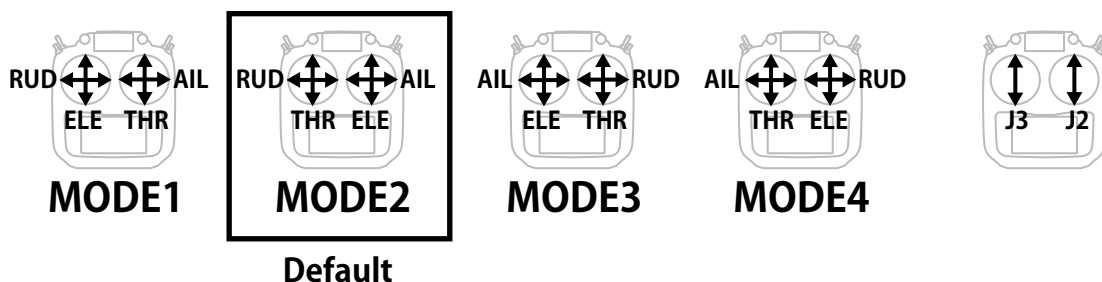 RUD AIL RUD AIL AIL RUD AIL RUD
ELE THR THR ELE ELE THR THR ELE J3 J2
MODE1 MODE2 MODE3 MODE4
Default